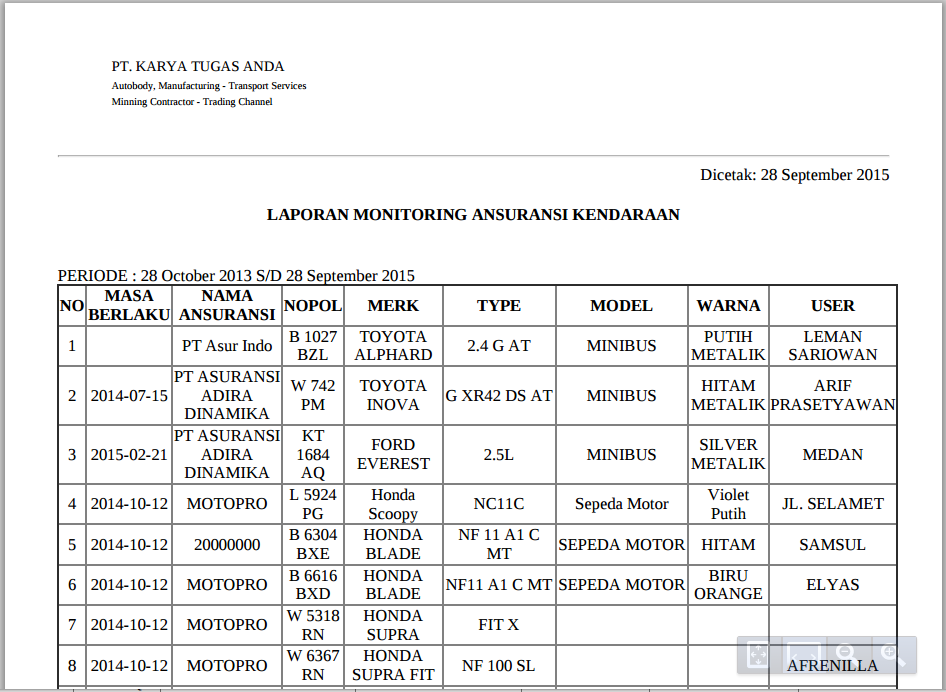 PT. KARYA TUGAS ANDA
Autobody, Manufacturing - Transport Services
Minning Contractor - Trading Channel
Dicetak: 28 September 2015
LAPORAN MONITORING ANSURANSI KENDARAAN
PERIODE : 28 October 2013 S/D 28 September 2015
NO MASA BERLAKU NAMA ANSURANSI NOPOL MERK TYPE MODEL WARNA USER
1 PT Asur Indo B 1027 BZL TOYOTA ALPHARD 2.4 G AT MINIBUS PUTIH METALIK LEMAN SARIOWAN
2 2014-07-15 PT ASURANSI ADIRA DINAMIKA W 742 PM TOYOTA INOVA G XR42 DS AT MINIBUS HITAM METALIK ARIF PRASETYAWAN
3 2015-02-21 PT ASURANSI ADIRA DINAMIKA KT 1684 AQ FORD EVEREST 2.5L MINIBUS SILVER METALIK MEDAN
4 2014-10-12 MOTOPRO L 5924 PG Honda Scoopy NC11C Sepeda Motor Violet Putih JL. SELAMET
5 2014-10-12 20000000 B 6304 BXE HONDA BLADE NF 11 A1 C MT SEPEDA MOTOR HITAM SAMSUL
6 2014-10-12 MOTOPRO B 6616 BXD HONDA BLADE NF11 A1 C MT SEPEDA MOTOR BIRU ORANGE ELYAS
7 2014-10-12 MOTOPRO W 5318 RN HONDA SUPRA FIT X
8 2014-10-12 MOTOPRO W 6367 RN HONDA SUPRA FIT NF 100 SL AFRENILLA